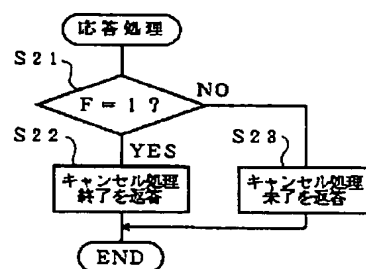 応答処理
S21
F=1?
NO
S22
YES
S23
キャンセル処理
終了を返答
キャンセル処理
未了を返答
END